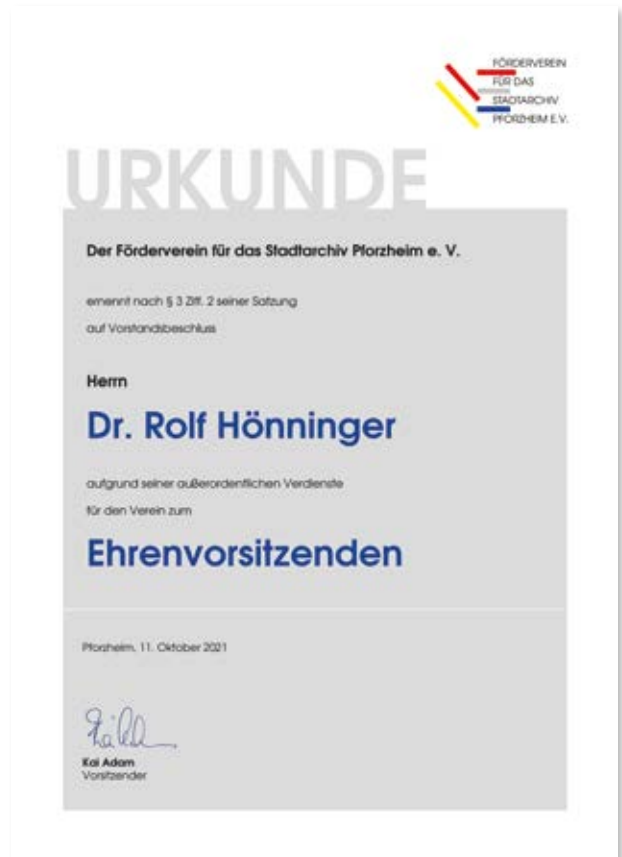 FÖRDERVEREIN
FÜR DAS
STADTARCHIV
PFORZHEIM E.V.
URKUNDE
Der Förderverein für das Stadtarchiv Pforzheim e. V.
ernennt nach § 3 Ziff. 2 seiner Satzung
auf Vorstandsbeschluss
Herrn
Dr. Rolf Hönninger
aufgrund seiner außerordentlichen Verdienste
für den Verein zum
Ehrenvorsitzenden
Pforzheim, 11. Oktober 2021
Kai Adam
Vorsitzender